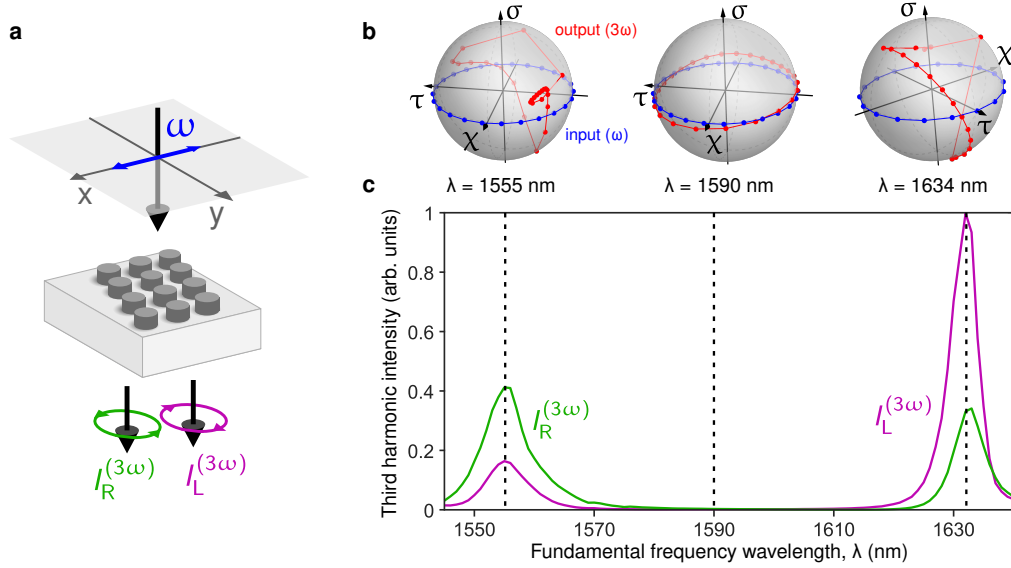 a
ω
x
y
I_R^(3ω)
I_L^(3ω)
b
σ
output (3ω)
τ
χ
input (ω)
λ = 1555 nm
σ
τ
χ
λ = 1590 nm
σ
χ
τ
λ = 1634 nm
c
Third harmonic intensity (arb. units)
1
0.8
0.6
0.4
0.2
0
I_R^(3ω)
I_L^(3ω)
1550
1570
1590
1610
1630
Fundamental frequency wavelength, λ (nm)